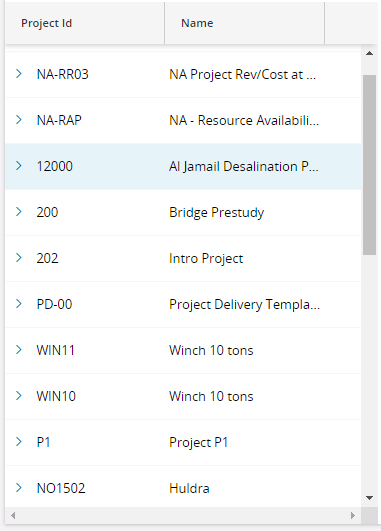 Project Id Name
NA-RR03 NA Project Rev/Cost at ...
NA-RAP NA - Resource Availabili...
12000 Al Jamail Desalination P...
200 Bridge Prestudy
202 Intro Project
PD-00 Project Delivery Templa...
WIN11 Winch 10 tons
WIN10 Winch 10 tons
P1 Project P1
NO1502 Huldra